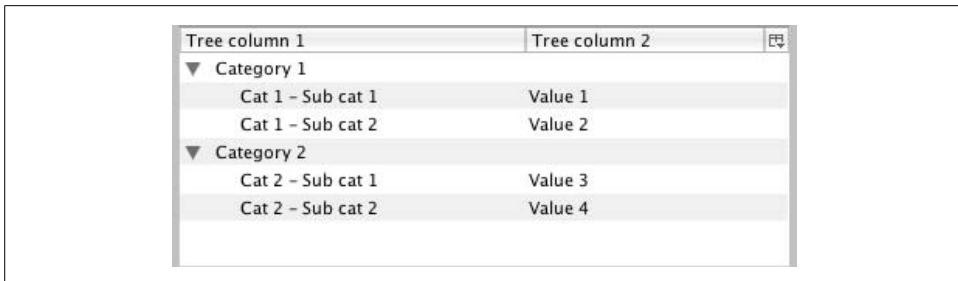 Tree column 1 Tree column 2
Category 1
Cat 1 – Sub cat 1 Value 1
Cat 1 – Sub cat 2 Value 2
Category 2
Cat 2 – Sub cat 1 Value 3
Cat 2 – Sub cat 2 Value 4